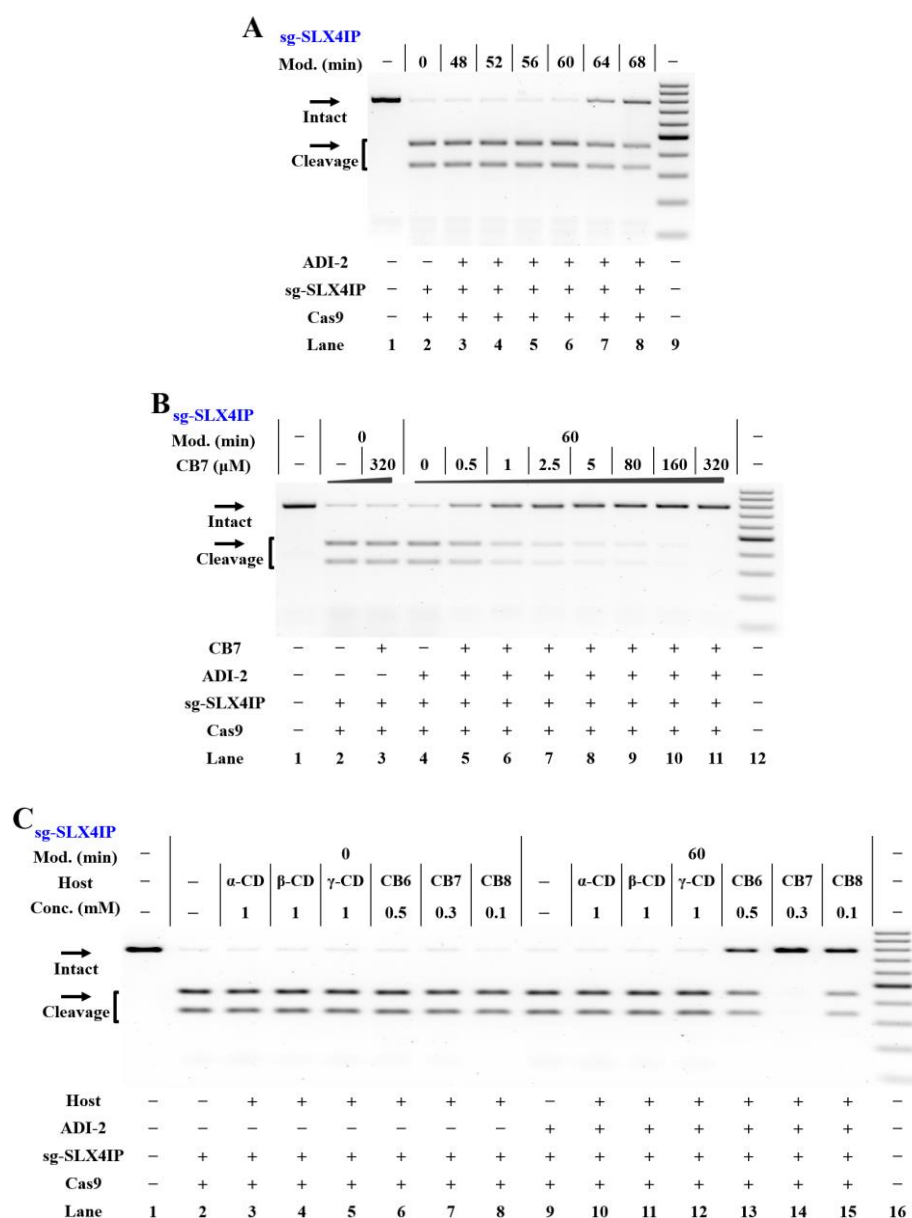 A
sg-SLX4IP
Mod. (min) – 0 48 52 56 60 64 68 –
Intact
Cleavage
ADI-2 – – + + + + + + –
sg-SLX4IP – + + + + + + + –
Cas9 – + + + + + + + –
Lane 1 2 3 4 5 6 7 8 9
B
sg-SLX4IP
Mod. (min) – 0 60 –
CB7 (μM) – – 320 0 0.5 1 2.5 5 80 160 320 –
Intact
Cleavage
CB7 – – + – + + + + + + + –
ADI-2 – – – + + + + + + + + –
sg-SLX4IP – + + + + + + + + + + –
Cas9 – + + + + + + + + + + –
Lane 1 2 3 4 5 6 7 8 9 10 11 12
C
sg-SLX4IP
Mod. (min) – 0 60 –
Host – – α-CD β-CD γ-CD CB6 CB7 CB8 – α-CD β-CD γ-CD CB6 CB7 CB8 –
Conc. (mM) – – 1 1 1 0.5 0.3 0.1 – 1 1 1 0.5 0.3 0.1 –
Intact
Cleavage
Host – – + + + + + + – + + + + + + –
ADI-2 – – – – – – – – + + + + + + + –
sg-SLX4IP – + + + + + + + + + + + + + + –
Cas9 – + + + + + + + + + + + + + + –
Lane 1 2 3 4 5 6 7 8 9 10 11 12 13 14 15 16